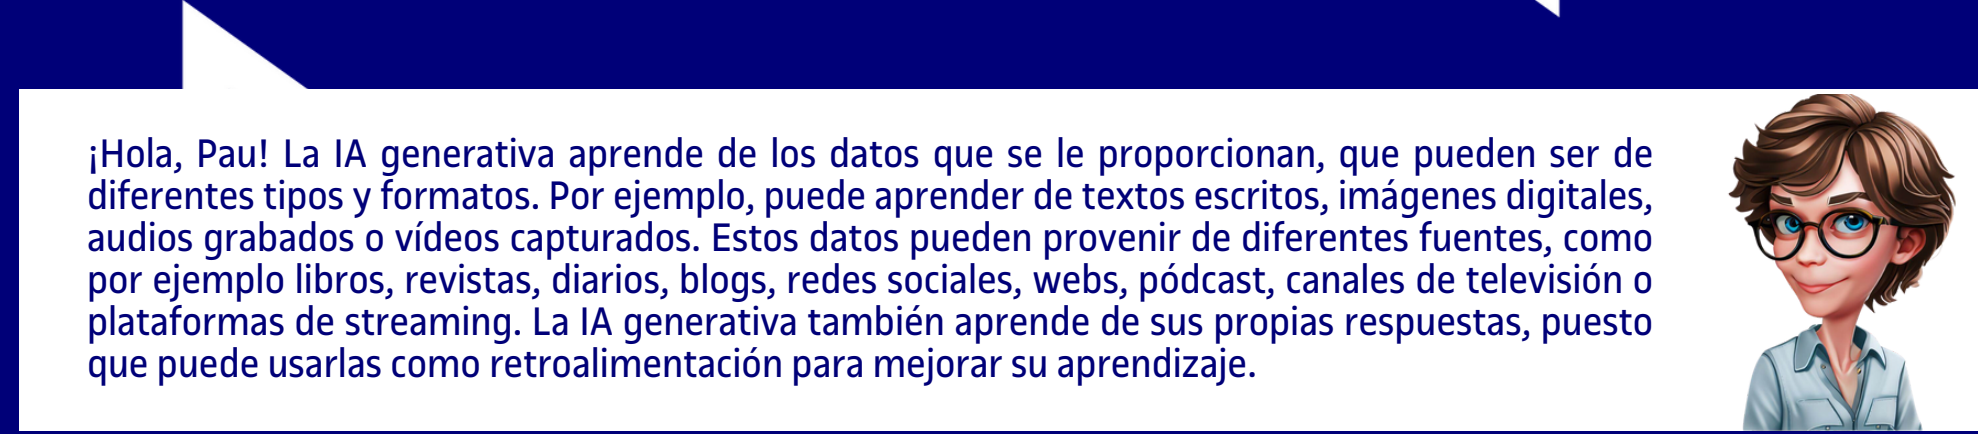 ¡Hola, Pau! La IA generativa aprende de los datos que se le proporcionan, que pueden ser de
diferentes tipos y formatos. Por ejemplo, puede aprender de textos escritos, imágenes digitales,
audios grabados o vídeos capturados. Estos datos pueden provenir de diferentes fuentes, como
por ejemplo libros, revistas, diarios, blogs, redes sociales, webs, pódcast, canales de televisión o
plataformas de streaming. La IA generativa también aprende de sus propias respuestas, puesto
que puede usarlas como retroalimentación para mejorar su aprendizaje.